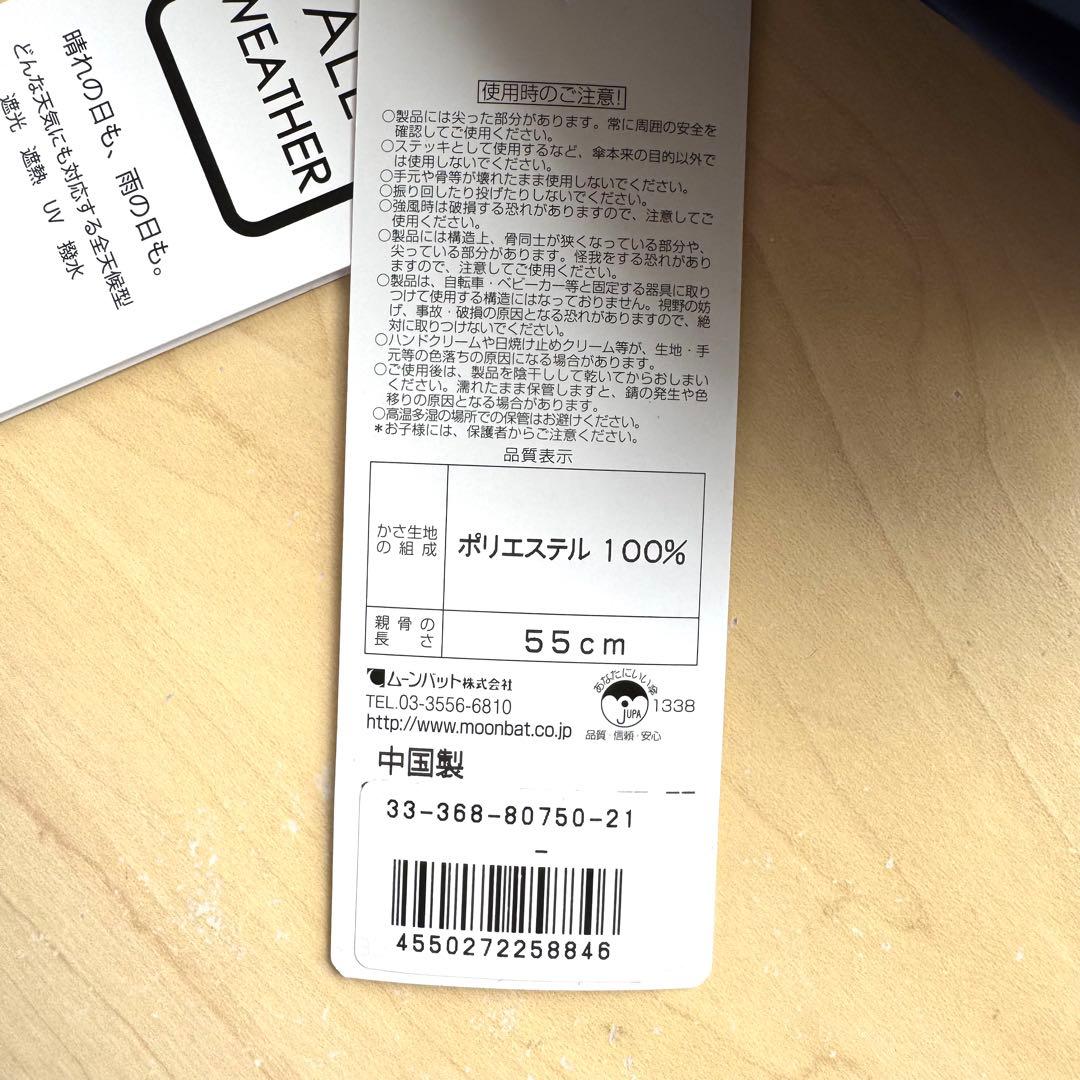 ALL
WEATHER
晴れの日も、雨の日も。
どんな天気にも対応する全天候型
遮光 遮熱 UV 撥水
使用時のご注意!
○製品には尖った部分があります。常に周囲の安全を
確認してご使用ください。
○ステッキとして使用するなど、傘本来の目的以外で
は使用しないでください。
○手元や骨等が壊れたまま使用しないでください。
○振り回したり投げたりしないでください。
○強風時は破損する恐れがありますので、注意してご
使用ください。
○製品には構造上、骨同士が狭くなっている部分や、
尖っている部分があります。怪我をする恐れがあり
ますので、注意してご使用ください。
○製品は、自転車・ベビーカー等と固定する器具に取り
つけて使用する構造にはなっておりません。視野の妨
げ、事故・破損の原因となる恐れがありますので、絶
対に取りつけないでください。
○ハンドクリームや日焼け止めクリーム等が、生地・手
元等の色落ちの原因になる場合があります。
○ご使用後は、製品を陰干しして乾いてからおしまい
ください。濡れたまま保管しますと、錆の発生や色
移りの原因となる場合があります。
○高温多湿の場所での保管はお避けください。
*お子様には、保護者からご注意ください。
品質表示
かさ生地
の組成
ポリエステル 100%
親骨の
長さ
55cm
ムーンバット株式会社
TEL.03-3556-6810
http://www.moonbat.co.jp
あなたにいい傘
JUPA
1338
品質・信頼・安心
中国製
33-368-80750-21
-
4550272258846